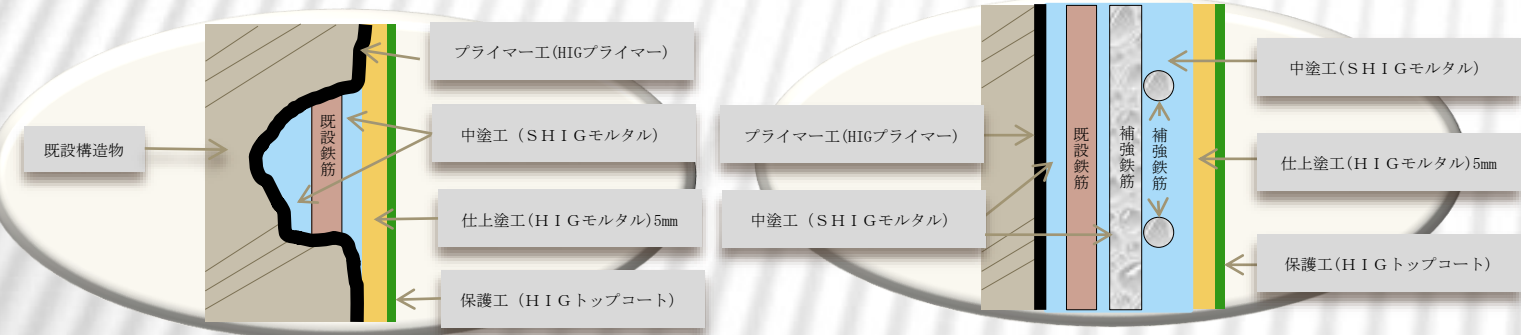 プライマー工(HIGプライマー)
既設構造物
既設鉄筋
中塗工（ＳＨＩＧモルタル）
仕上塗工(ＨＩＧモルタル)5mm
保護工（ＨＩＧトップコート）
プライマー工(HIGプライマー)
中塗工（ＳＨＩＧモルタル）
既設鉄筋
補強鉄筋
補強鉄筋
中塗工(ＳＨＩＧモルタル)
仕上塗工(ＨＩＧモルタル)5mm
保護工(ＨＩＧトップコート)